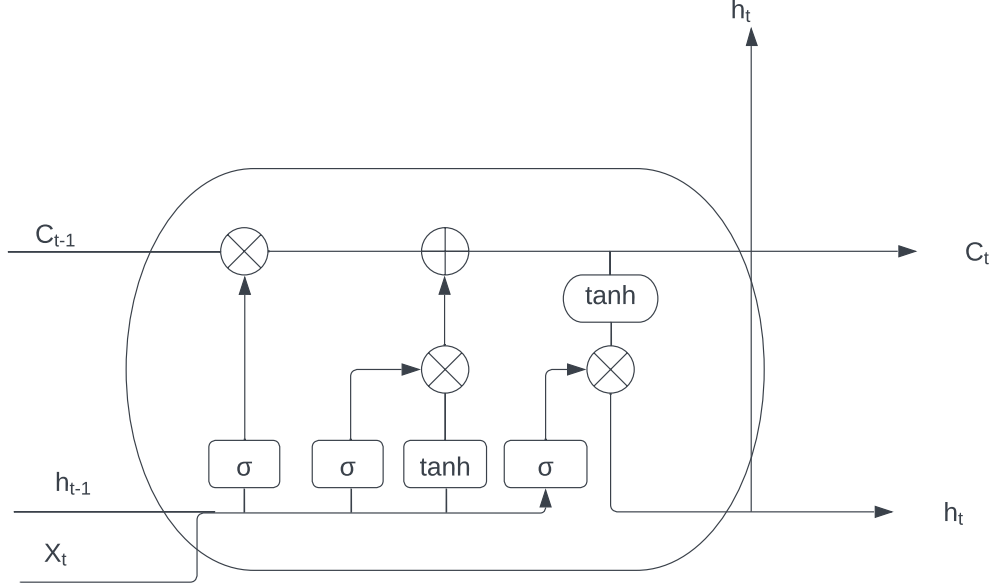 hₜ
Cₜ₋₁
Cₜ
tanh
σ
σ
tanh
σ
hₜ₋₁
hₜ
Xₜ